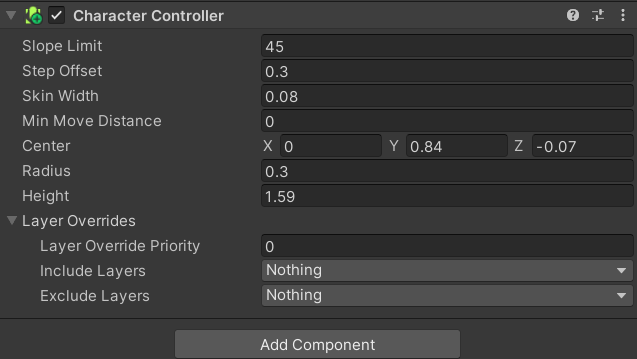 Character Controller
Slope Limit 45
Step Offset 0.3
Skin Width 0.08
Min Move Distance 0
Center X 0 Y 0.84 Z -0.07
Radius 0.3
Height 1.59
Layer Overrides
Layer Override Priority 0
Include Layers Nothing
Exclude Layers Nothing
Add Component